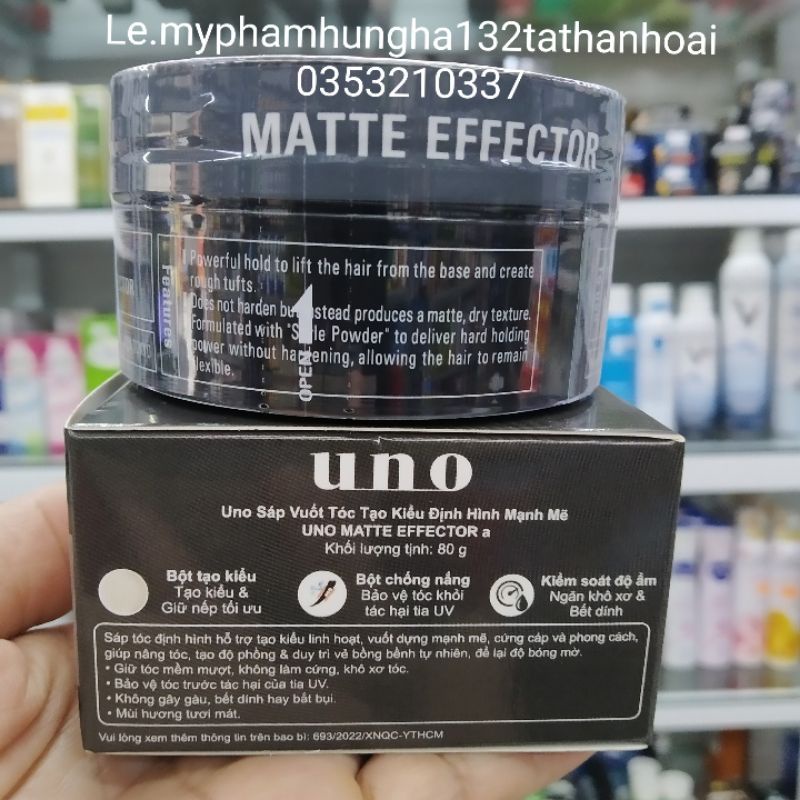 Le.myphamhungha132tathanhoai
0353210337
MATTE EFFECTOR
Features
Powerful hold to lift the hair from the base and create
rough tufts.
Does not harden but instead produces a matte, dry texture.
Formulated with "Style Powder" to deliver hard holding
power without hardening, allowing the hair to remain
flexible.
OPEN
uno
Uno Sáp Vuốt Tóc Tạo Kiểu Định Hình Mạnh Mẽ
UNO MATTE EFFECTOR a
Khối lượng tịnh: 80 g
Bột tạo kiểu
Tạo kiểu &
Giữ nếp tối ưu
Bột chống nắng
Bảo vệ tóc khỏi
tác hại tia UV
Kiểm soát độ ẩm
Ngăn khô xơ &
Bết dính
Sáp tóc định hình hỗ trợ tạo kiểu linh hoạt, vuốt dựng mạnh mẽ, cứng cáp và phong cách,
giúp nâng tóc, tạo độ phồng & duy trì vẻ bồng bềnh tự nhiên, để lại độ bóng mờ.
• Giữ tóc mềm mượt, không làm cứng, khô xơ tóc.
• Bảo vệ tóc trước tác hại của tia UV.
• Không gây gàu, bết dính hay bắt bụi.
• Mùi hương tươi mát.
Vui lòng xem thêm thông tin trên bao bì: 693/2022/XNQC-YTHCM